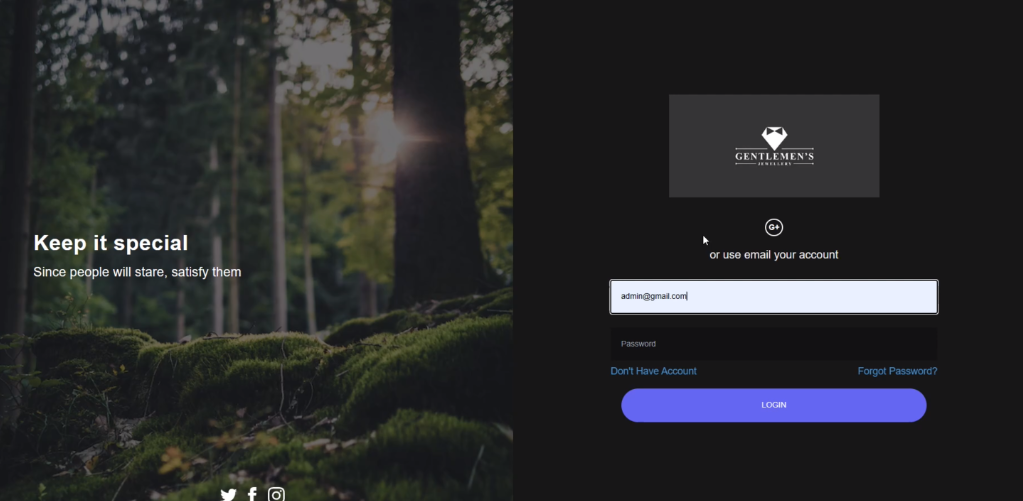 Keep it special
Since people will stare, satisfy them
GENTLEMEN'S
JEWELLERY
G+
or use email your account
admin@gmail.com
Password
Don't Have Account
Forgot Password?
LOGIN